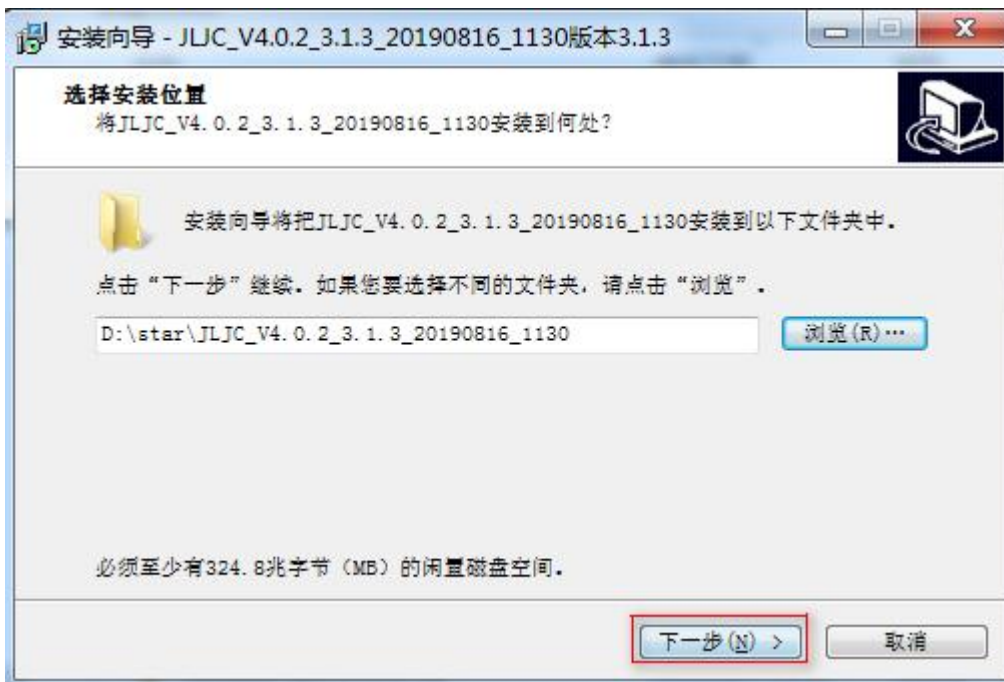 安装向导 - JLJC_V4.0.2_3.1.3_20190816_1130版本3.1.3
选择安装位置
将JLJC_V4.0.2_3.1.3_20190816_1130安装到何处?
安装向导将把JLJC_V4.0.2_3.1.3_20190816_1130安装到以下文件夹中.
点击“下一步”继续. 如果您要选择不同的文件夹, 请点击“浏览”.
D:\star\JLJC_V4.0.2_3.1.3_20190816_1130
浏览(R)...
必须至少有324.8兆字节 (MB) 的闲置磁盘空间.
下一步(N) >
取消